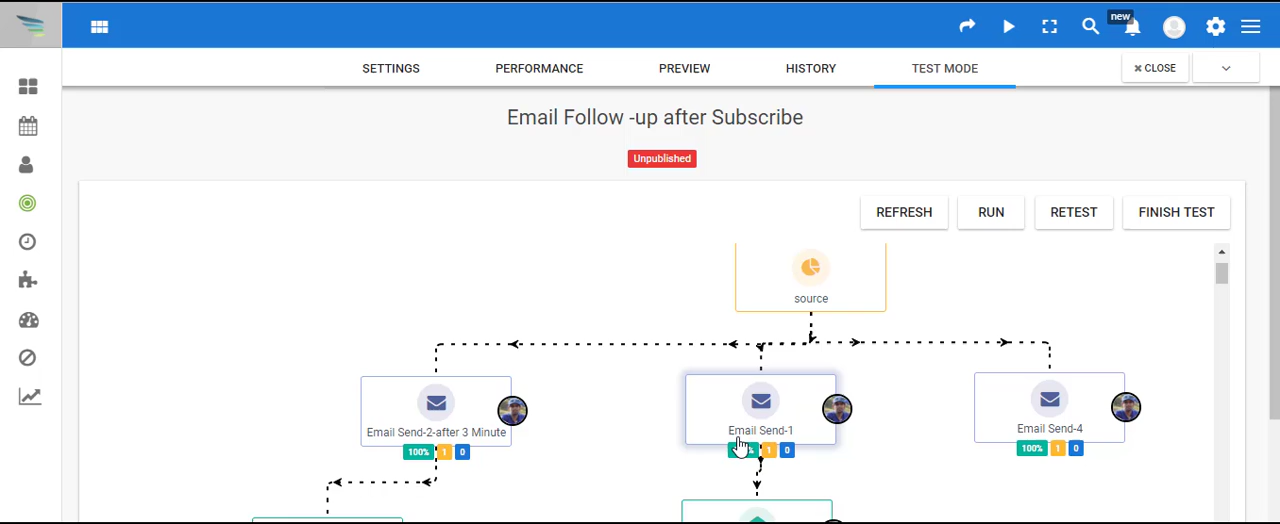 new
SETTINGS
PERFORMANCE
PREVIEW
HISTORY
TEST MODE
✖ CLOSE
Email Follow -up after Subscribe
Unpublished
REFRESH
RUN
RETEST
FINISH TEST
source
Email Send-2-after 3 Minute
100% 1 0
Email Send-1
1 0
Email Send-4
100% 1 0